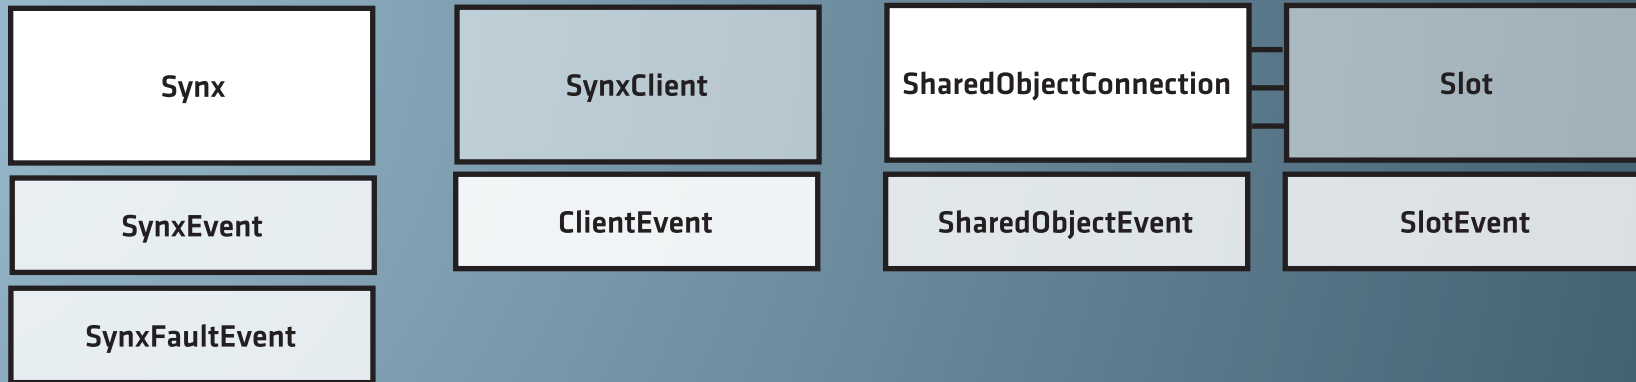 Synx
SynxClient
SharedObjectConnection
Slot
SynxEvent
ClientEvent
SharedObjectEvent
SlotEvent
SynxFaultEvent